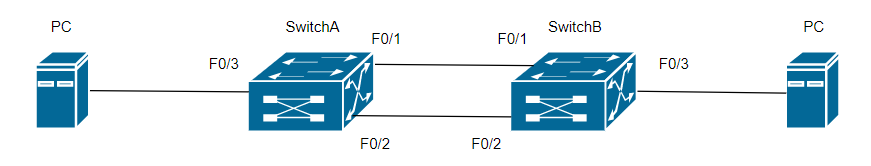 PC
SwitchA
SwitchB
PC
F0/1
F0/1
F0/3
F0/3
F0/2
F0/2